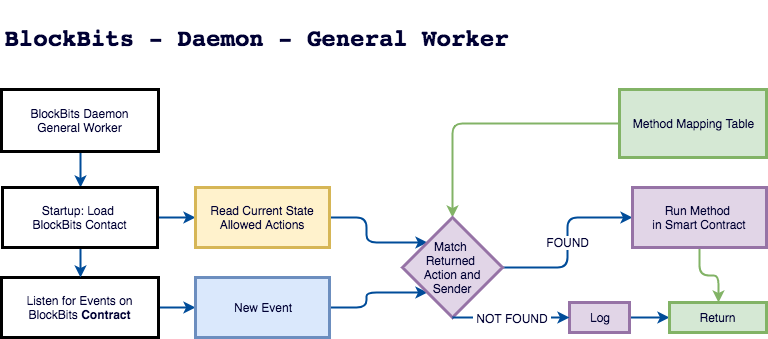 BlockBits - Daemon - General Worker
BlockBits Daemon
General Worker
Method Mapping Table
Startup: Load
BlockBits Contact
Read Current State
Allowed Actions
Run Method
in Smart Contract
Match
Returned
Action and
Sender
FOUND
Listen for Events on
BlockBits Contract
New Event
NOT FOUND
Log
Return